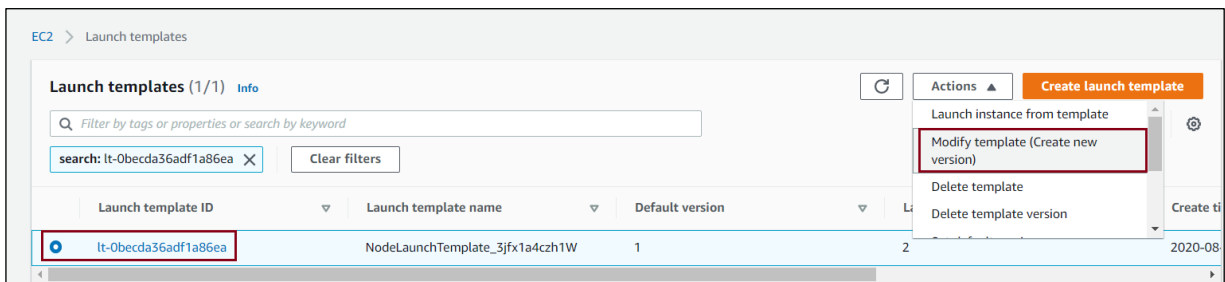 EC2 > Launch templates
Launch templates (1/1) Info
Actions ▲
Create launch template
Filter by tags or properties or search by keyword
Launch instance from template
search: lt-0becda36adf1a86ea X
Clear filters
Modify template (Create new
version)
Delete template
Delete template version
Launch template ID
Launch template name
Default version
Create ti
lt-0becda36adf1a86ea
NodeLaunchTemplate_3jfx1a4czh1W
1
2
2020-08-